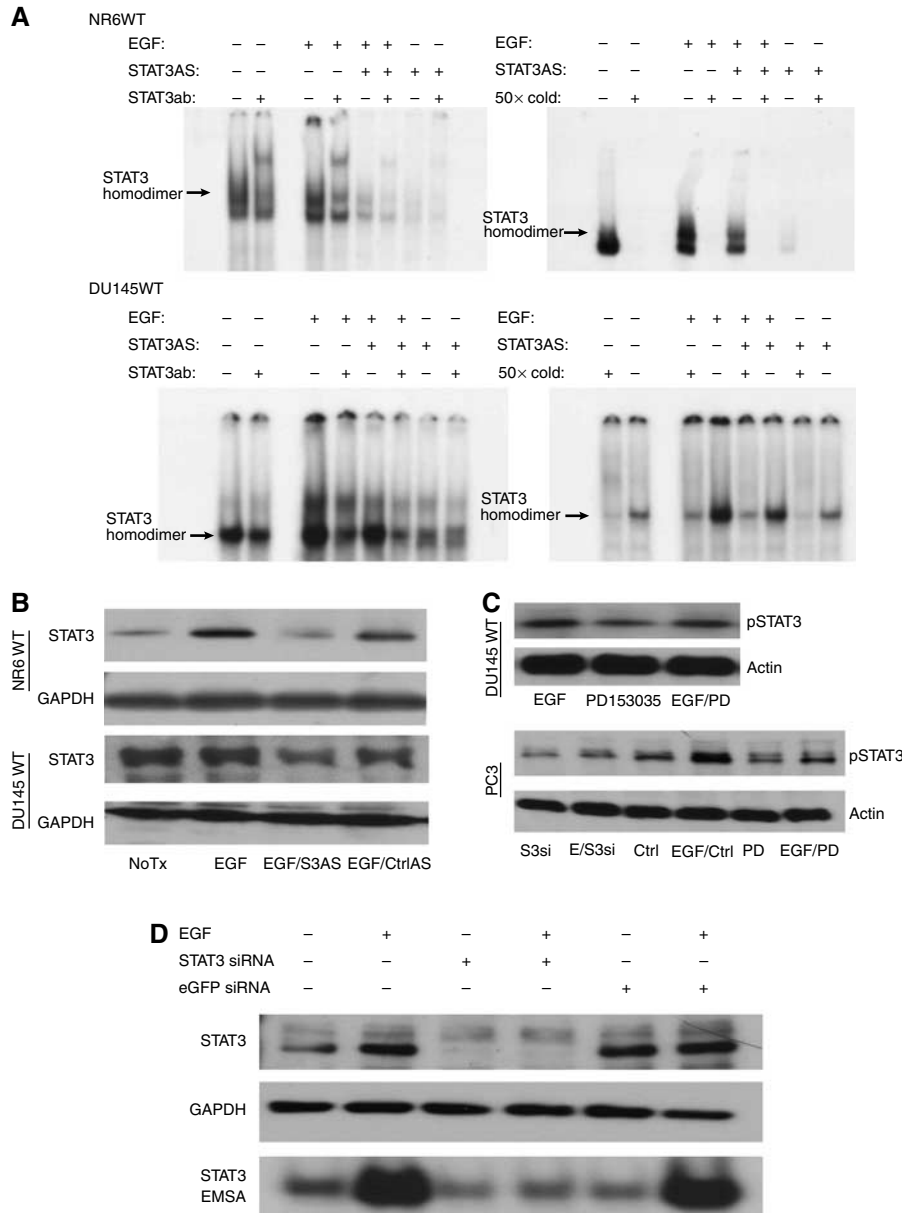 A
NR6WT
EGF: – – + + + + – –
STAT3AS: – – – – + + + +
STAT3ab: – + – + – + – +
STAT3 homodimer
EGF: – – + + + + – –
STAT3AS: – – – – + + + +
50× cold: – + – + – + – +
STAT3 homodimer
DU145WT
EGF: – – + + + + – –
STAT3AS: – – – – + + + +
STAT3ab: – + – + – + – +
STAT3 homodimer
EGF: – – + + + + – –
STAT3AS: – – – – + + + +
50× cold: + – + – + – + –
STAT3 homodimer
B
NR6 WT
STAT3
GAPDH
DU145 WT
STAT3
GAPDH
NoTx EGF EGF/S3AS EGF/CtrlAS
C
DU145 WT
pSTAT3
Actin
EGF PD153035 EGF/PD
PC3
pSTAT3
Actin
S3si E/S3si Ctrl EGF/Ctrl PD EGF/PD
D
EGF – + – + – +
STAT3 siRNA – – + + – –
eGFP siRNA – – – – + +
STAT3
GAPDH
STAT3
EMSA